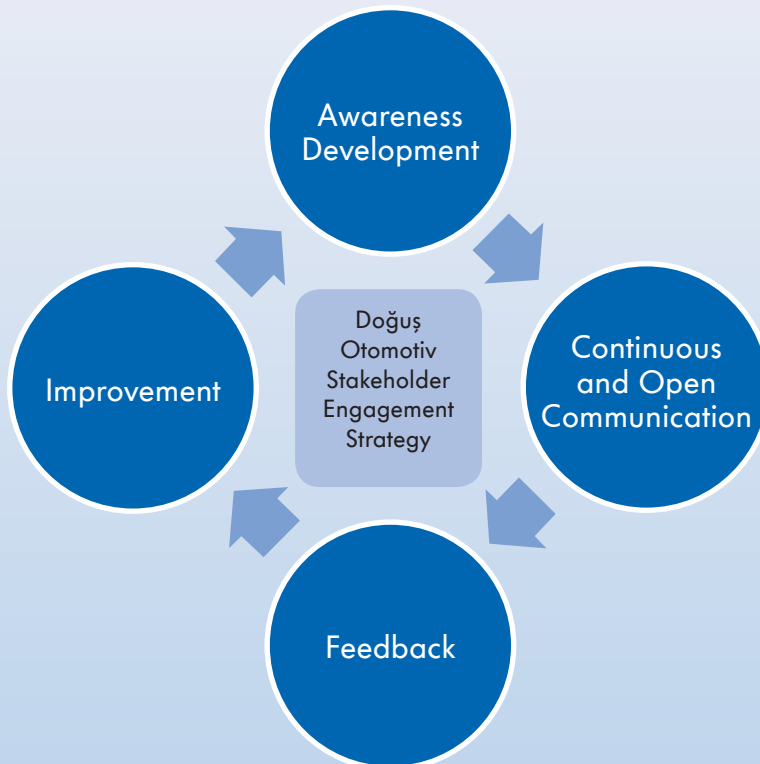 Awareness
Development
Doğuş
Otomotiv
Stakeholder
Engagement
Strategy
Continuous
and Open
Communication
Improvement
Feedback